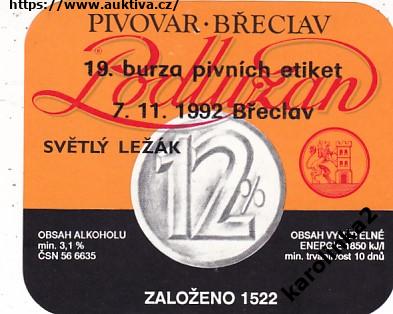 https://www.auktiva.cz/
PIVOVAR · BŘECLAV
Podlužan
19. burza pivních etiket
7. 11. 1992 Břeclav
SVĚTLÝ LEŽÁK
12%
OBSAH ALKOHOLU
min. 3,1 %
ČSN 56 6635
OBSAH VYUŽITELNÉ
ENERGIE 1850 kJ/l
min. trvanlivost 10 dnů
ZALOŽENO 1522
karotka2